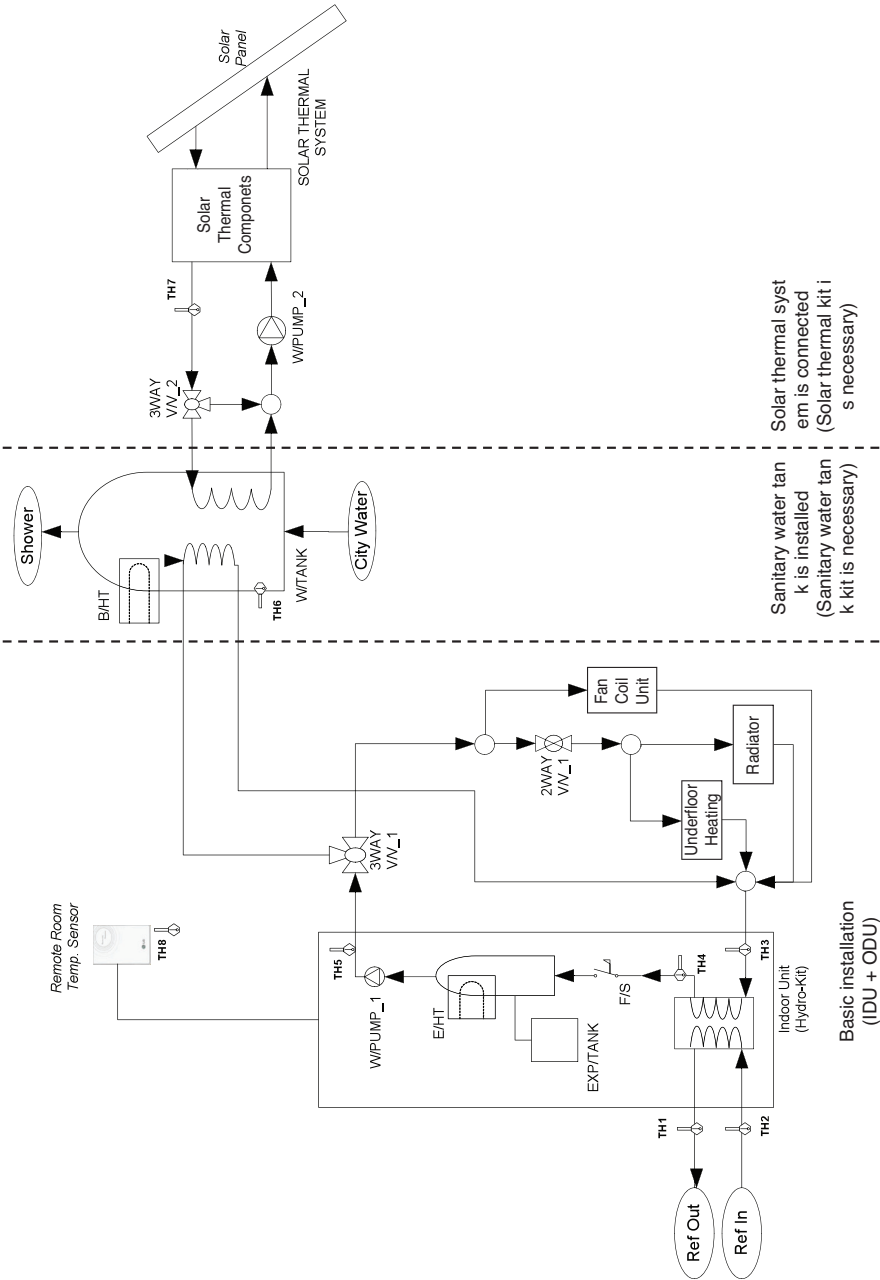 Remote Room
Temp. Sensor
TH8
LG
TH5
W/PUMP_1
E/HT
EXP/TANK
F/S
TH4
TH3
Indoor Unit
(Hydro-Kit)
TH1
TH2
Ref Out
Ref In
3WAY
V/V_1
2WAY
V/V_1
Fan
Coil
Unit
Radiator
Underfloor
Heating
Basic installation
(IDU + ODU)
Shower
B/HT
TH6
W/TANK
City Water
Sanitary water tan
k is installed
(Sanitary water tan
k kit is necessary)
3WAY
V/V_2
TH7
W/PUMP_2
Solar
Thermal
Componets
Solar
Panel
SOLAR THERMAL
SYSTEM
Solar thermal syst
em is connected
(Solar thermal kit i
s necessary)